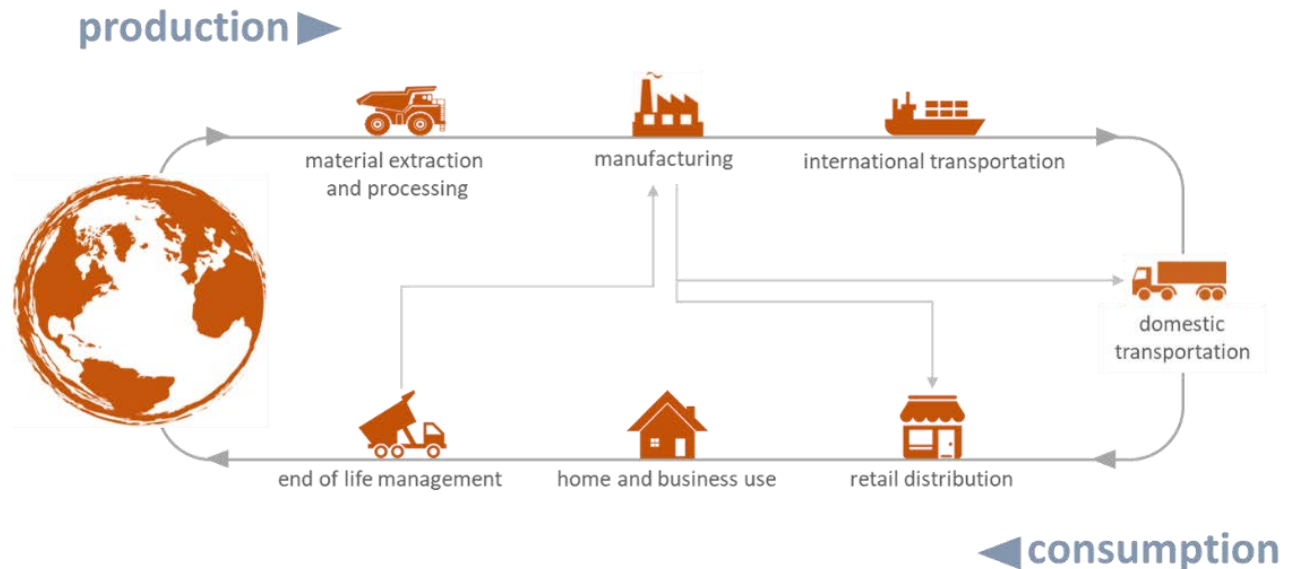 production
material extraction
and processing
manufacturing
international transportation
domestic
transportation
end of life management
home and business use
retail distribution
consumption